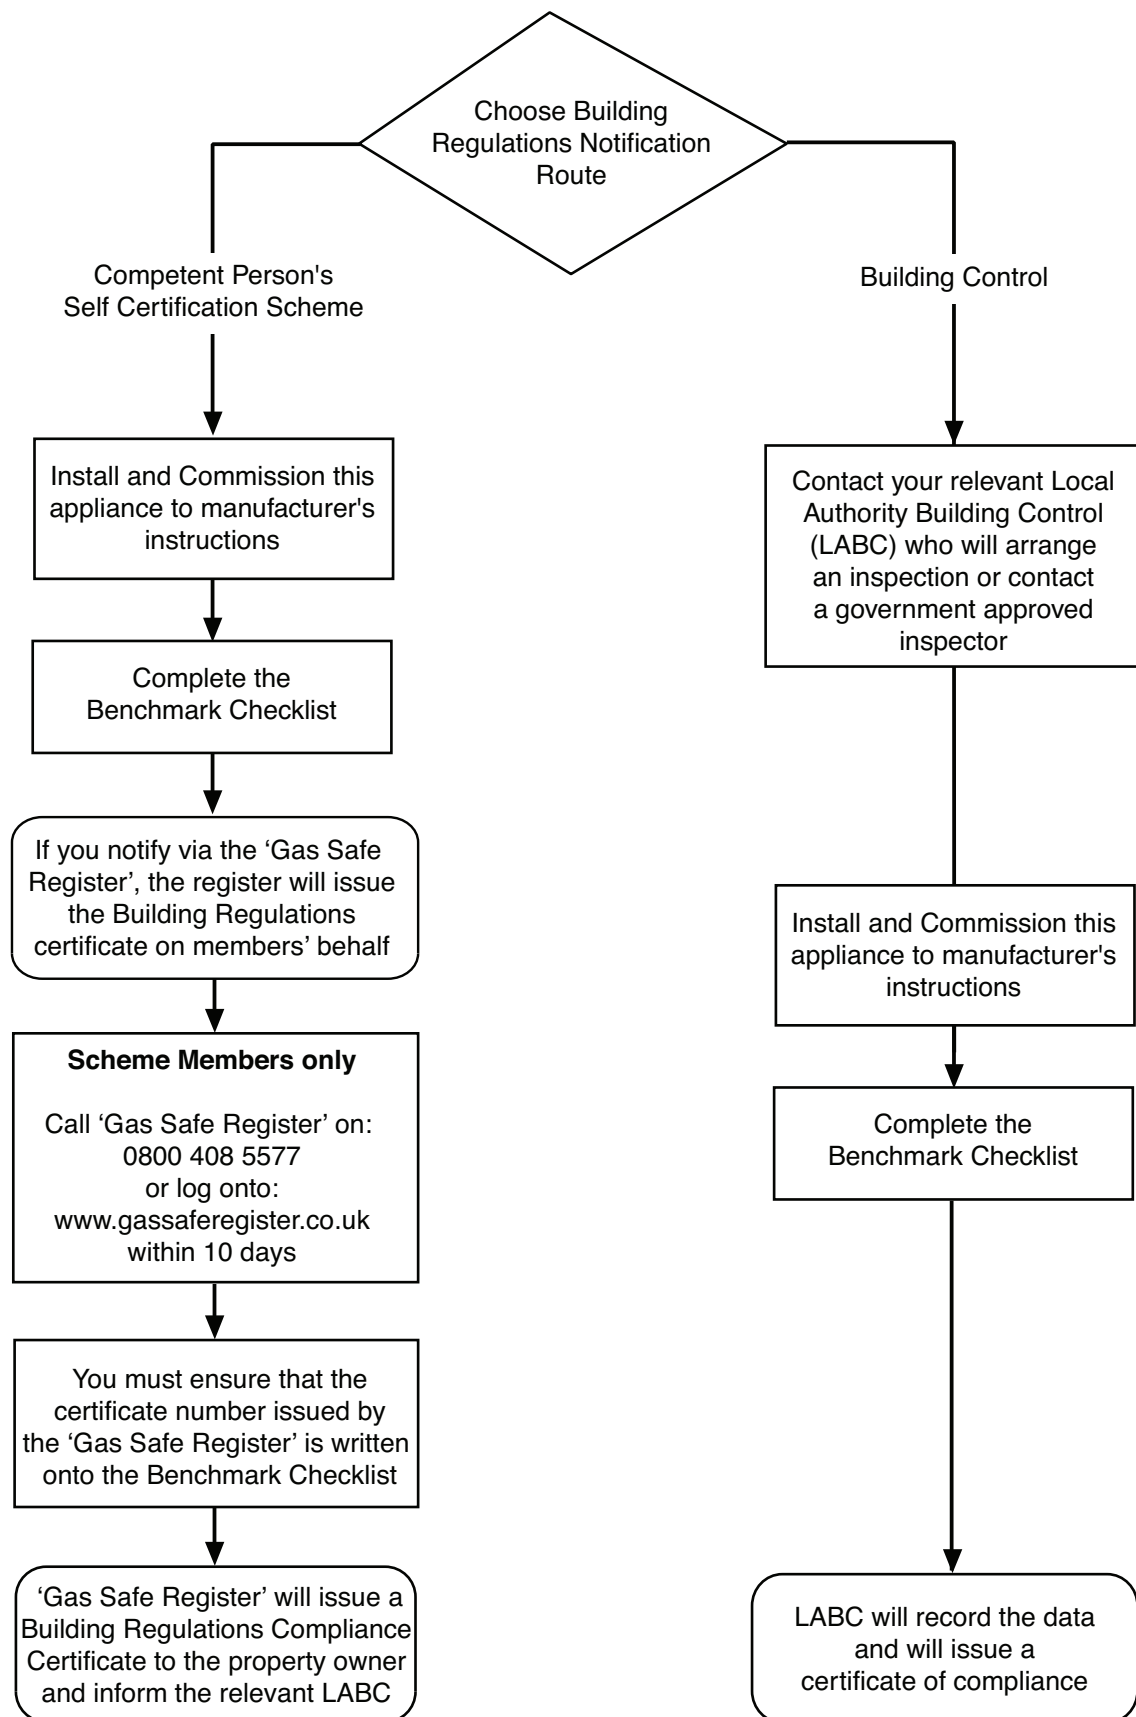 Choose Building
Regulations Notification
Route
Competent Person's
Self Certification Scheme
Building Control
Install and Commission this
appliance to manufacturer's
instructions
Complete the
Benchmark Checklist
If you notify via the ‘Gas Safe
Register’, the register will issue
the Building Regulations
certificate on members’ behalf
Scheme Members only
Call ‘Gas Safe Register’ on:
0800 408 5577
or log onto:
www.gassaferegister.co.uk
within 10 days
You must ensure that the
certificate number issued by
the ‘Gas Safe Register’ is written
onto the Benchmark Checklist
‘Gas Safe Register’ will issue a
Building Regulations Compliance
Certificate to the property owner
and inform the relevant LABC
Contact your relevant Local
Authority Building Control
(LABC) who will arrange
an inspection or contact
a government approved
inspector
Install and Commission this
appliance to manufacturer's
instructions
Complete the
Benchmark Checklist
LABC will record the data
and will issue a
certificate of compliance